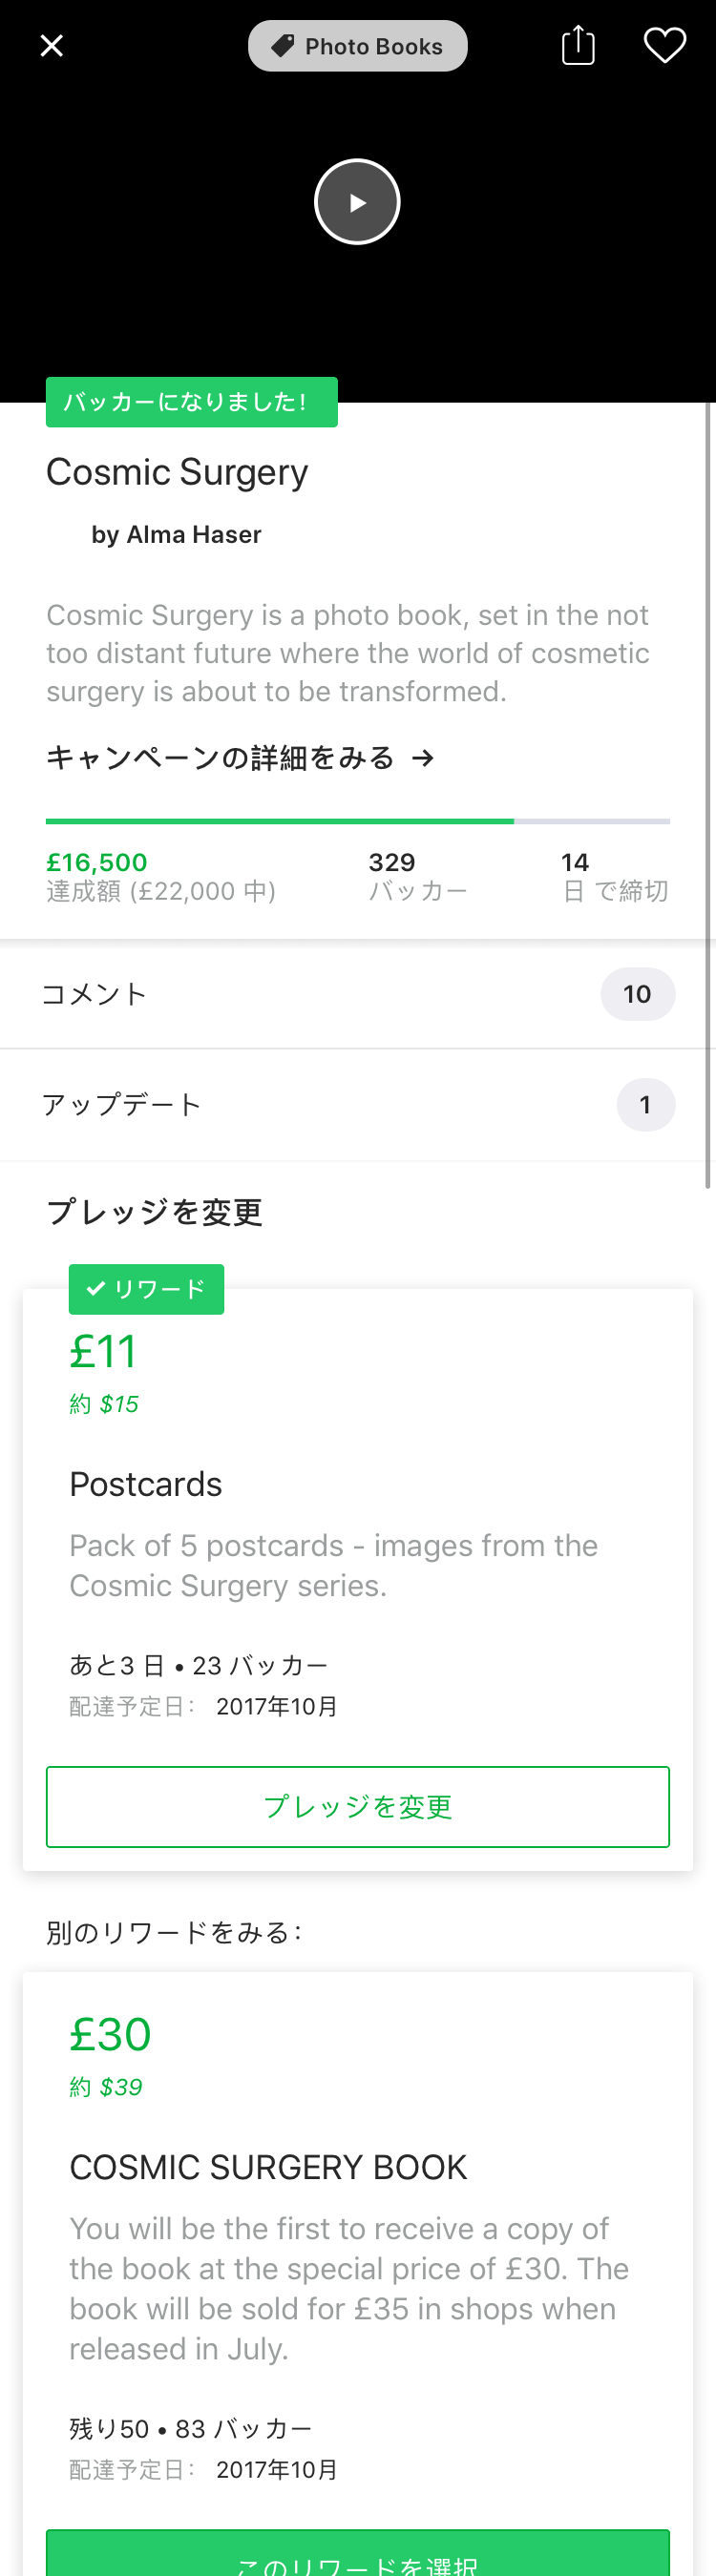 Photo Books
バッカーになりました！
Cosmic Surgery
by Alma Haser
Cosmic Surgery is a photo book, set in the not
too distant future where the world of cosmetic
surgery is about to be transformed.
キャンペーンの詳細をみる →
£16,500
達成額 (£22,000 中)
329
バッカー
14
日 で締切
コメント
10
アップデート
1
プレッジを変更
✓ リワード
£11
約 $15
Postcards
Pack of 5 postcards - images from the
Cosmic Surgery series.
あと3 日 • 23 バッカー
配達予定日： 2017年10月
プレッジを変更
別のリワードをみる：
£30
約 $39
COSMIC SURGERY BOOK
You will be the first to receive a copy of
the book at the special price of £30. The
book will be sold for £35 in shops when
released in July.
残り50 • 83 バッカー
配達予定日： 2017年10月
このリワードを選択